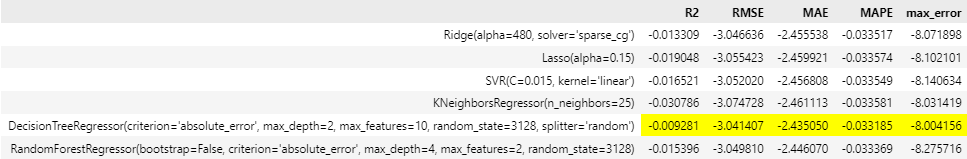 R2 RMSE MAE MAPE max_error
Ridge(alpha=480, solver='sparse_cg') -0.013309 -3.046636 -2.455538 -0.033517 -8.071898
Lasso(alpha=0.15) -0.019048 -3.055423 -2.459921 -0.033574 -8.102101
SVR(C=0.015, kernel='linear') -0.016521 -3.052020 -2.456808 -0.033549 -8.140634
KNeighborsRegressor(n_neighbors=25) -0.030786 -3.074728 -2.461113 -0.033581 -8.031419
DecisionTreeRegressor(criterion='absolute_error', max_depth=2, max_features=10, random_state=3128, splitter='random') -0.009281 -3.041407 -2.435050 -0.033185 -8.004156
RandomForestRegressor(bootstrap=False, criterion='absolute_error', max_depth=4, max_features=2, random_state=3128) -0.015396 -3.049810 -2.446070 -0.033369 -8.275716